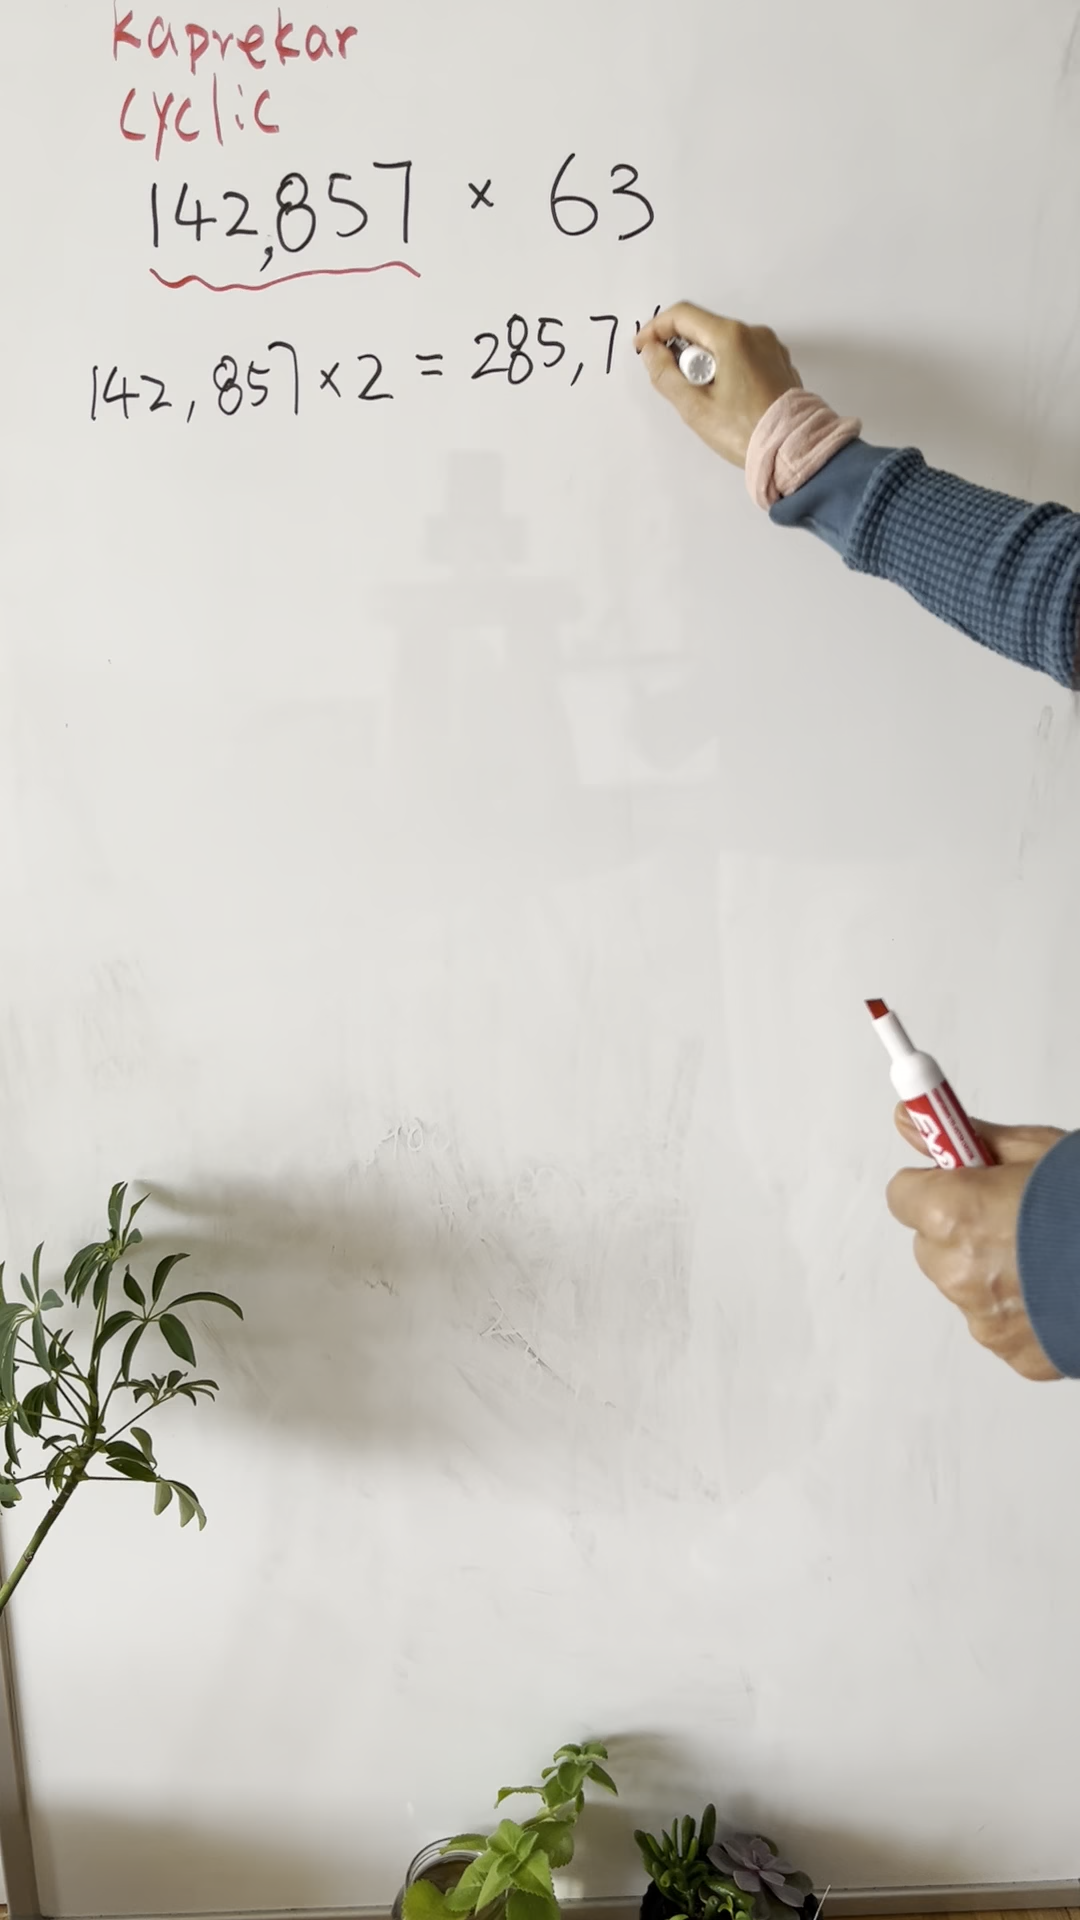 Kaprekar
cyclic
142,857 × 63
142,857 × 2 = 285,7